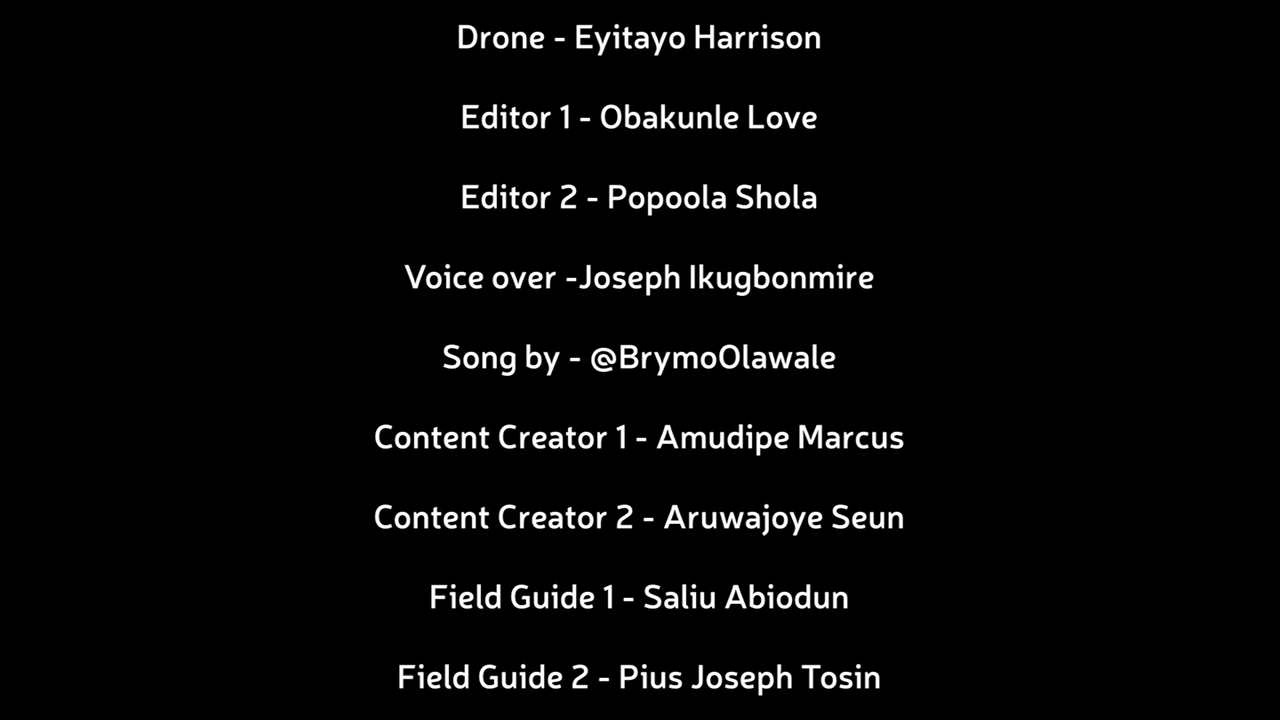 Drone - Eyitayo Harrison
Editor 1 - Obakunle Love
Editor 2 - Popoola Shola
Voice over -Joseph Ikugbonmire
Song by - @BrymoOlawale
Content Creator 1 - Amudipe Marcus
Content Creator 2 - Aruwajoye Seun
Field Guide 1 - Saliu Abiodun
Field Guide 2 - Pius Joseph Tosin